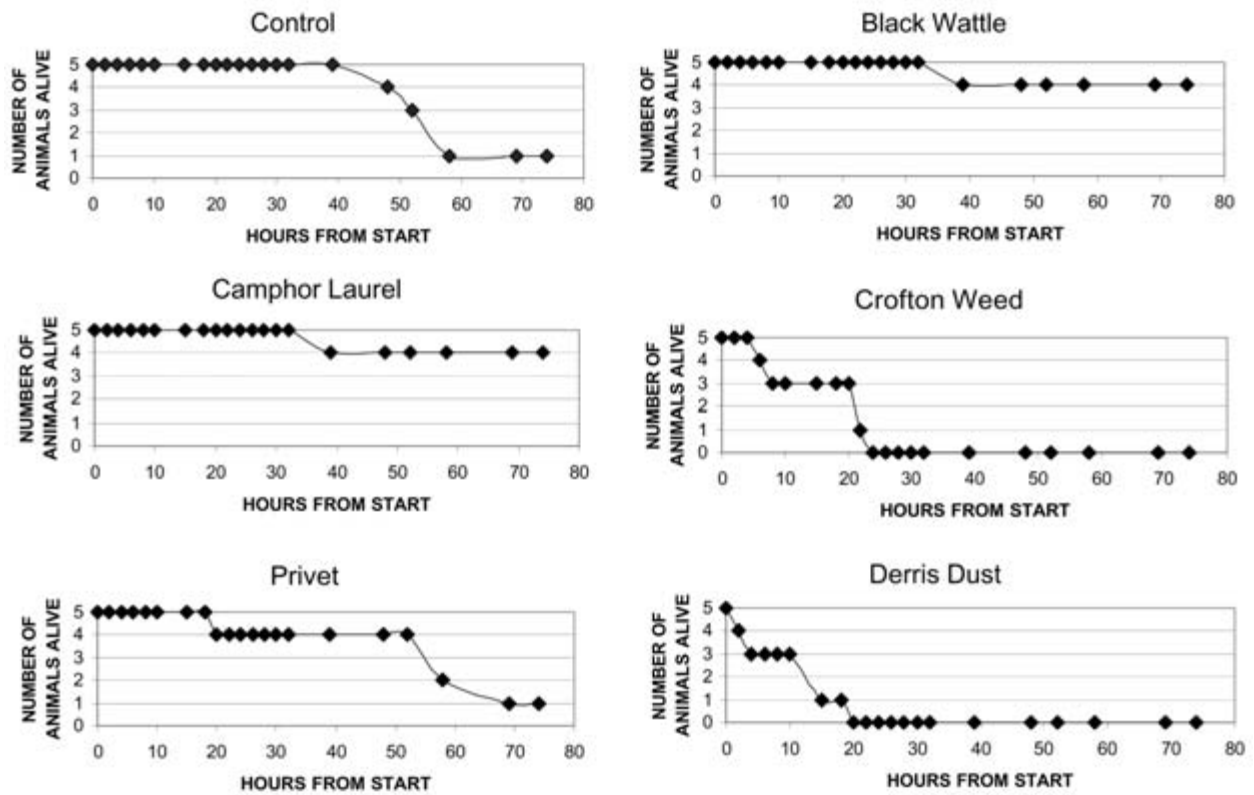 Control
NUMBER OF
ANIMALS ALIVE
5
4
3
2
1
0
0 10 20 30 40 50 60 70 80
HOURS FROM START
Black Wattle
NUMBER OF
ANIMALS ALIVE
5
4
3
2
1
0
0 10 20 30 40 50 60 70 80
HOURS FROM START
Camphor Laurel
NUMBER OF
ANIMALS ALIVE
5
4
3
2
1
0
0 10 20 30 40 50 60 70 80
HOURS FROM START
Crofton Weed
NUMBER OF
ANIMALS ALIVE
5
4
3
2
1
0
0 10 20 30 40 50 60 70 80
HOURS FROM START
Privet
NUMBER OF
ANIMALS ALIVE
5
4
3
2
1
0
0 10 20 30 40 50 60 70 80
HOURS FROM START
Derris Dust
NUMBER OF
ANIMALS ALIVE
5
4
3
2
1
0
0 10 20 30 40 50 60 70 80
HOURS FROM START